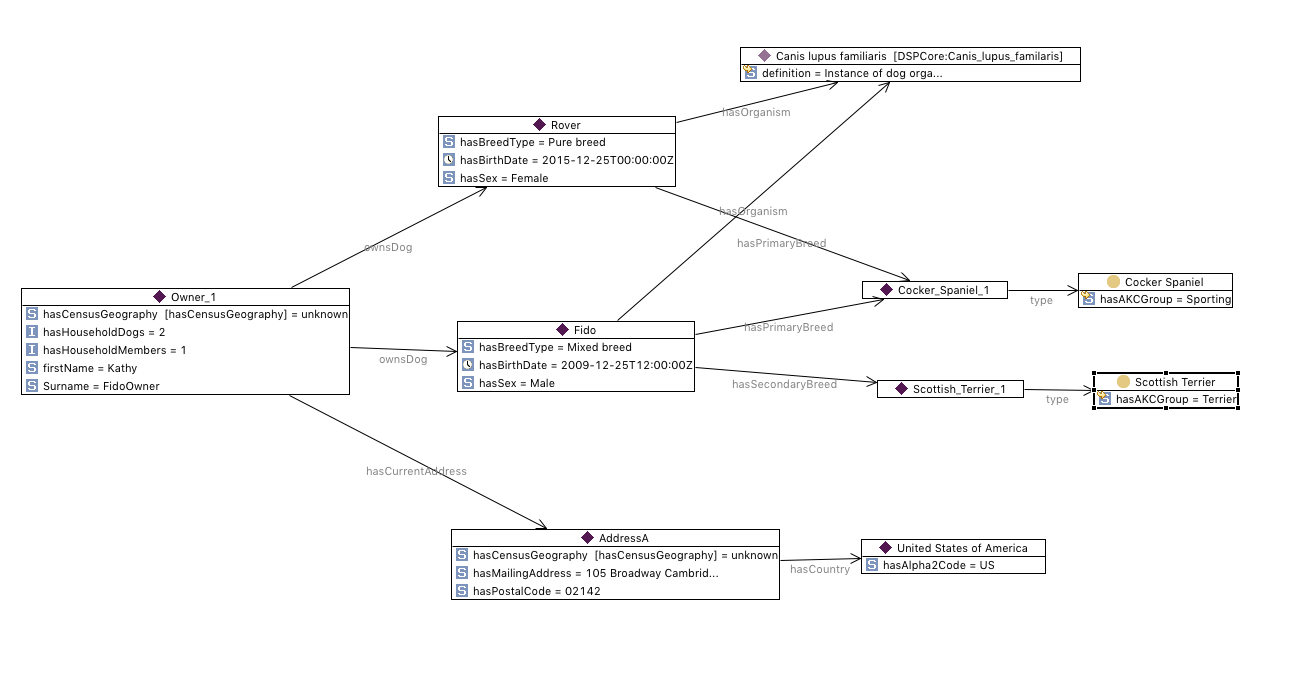 Canis lupus familiaris [DSPCore:Canis_lupus_familaris]
definition = Instance of dog orga...
hasOrganism
Rover
hasBreedType = Pure breed
hasBirthDate = 2015-12-25T00:00:00Z
hasSex = Female
hasOrganism
hasPrimaryBreed
ownsDog
Owner_1
hasCensusGeography [hasCensusGeography] = unknown
hasHouseholdDogs = 2
hasHouseholdMembers = 1
firstName = Kathy
Surname = FidoOwner
ownsDog
Fido
hasBreedType = Mixed breed
hasBirthDate = 2009-12-25T12:00:00Z
hasSex = Male
hasPrimaryBreed
Cocker_Spaniel_1
type
Cocker Spaniel
hasAKCGroup = Sporting
hasSecondaryBreed
Scottish_Terrier_1
type
Scottish Terrier
hasAKCGroup = Terrier
hasCurrentAddress
AddressA
hasCensusGeography [hasCensusGeography] = unknown
hasMailingAddress = 105 Broadway Cambrid...
hasPostalCode = 02142
hasCountry
United States of America
hasAlpha2Code = US